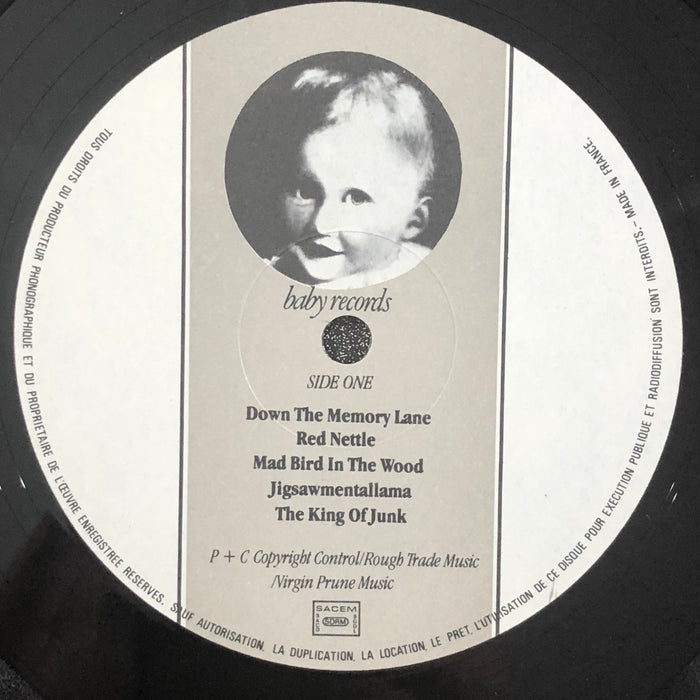 baby records
SIDE ONE
Down The Memory Lane
Red Nettle
Mad Bird In The Wood
Jigsawmentallama
The King Of Junk
P + C Copyright Control/Rough Trade Music
/Virgin Prune Music
SACEM
SACD SDRM SGDL
TOUS DROITS DU PRODUCTEUR PHONOGRAPHIQUE ET DU PROPRIETAIRE DE L'ŒUVRE ENREGISTREE RESERVES. SAUF AUTORISATION, LA DUPLICATION, LA LOCATION, LE PRET, L'UTILISATION DE CE DISQUE POUR EXECUTION PUBLIQUE ET RADIODIFFUSION SONT INTERDITS. - MADE IN FRANCE.